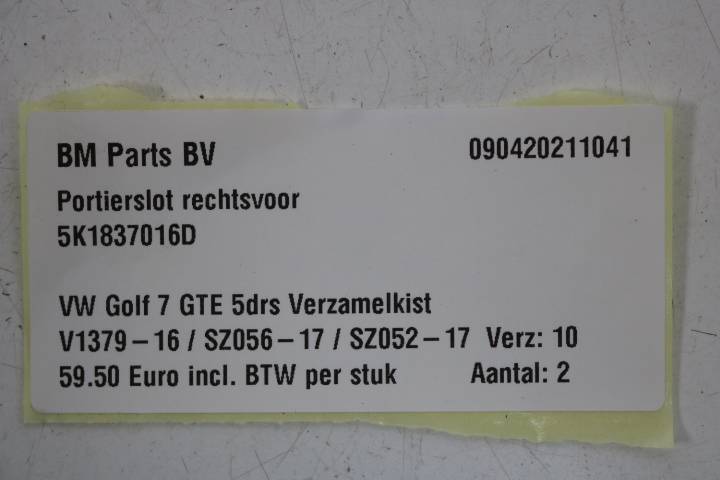 BM Parts BV 090420211041
Portierslot rechtsvoor
5K1837016D
VW Golf 7 GTE 5drs Verzamelkist
V1379-16 / SZ056-17 / SZ052-17 Verz: 10
59.50 Euro incl. BTW per stuk Aantal: 2